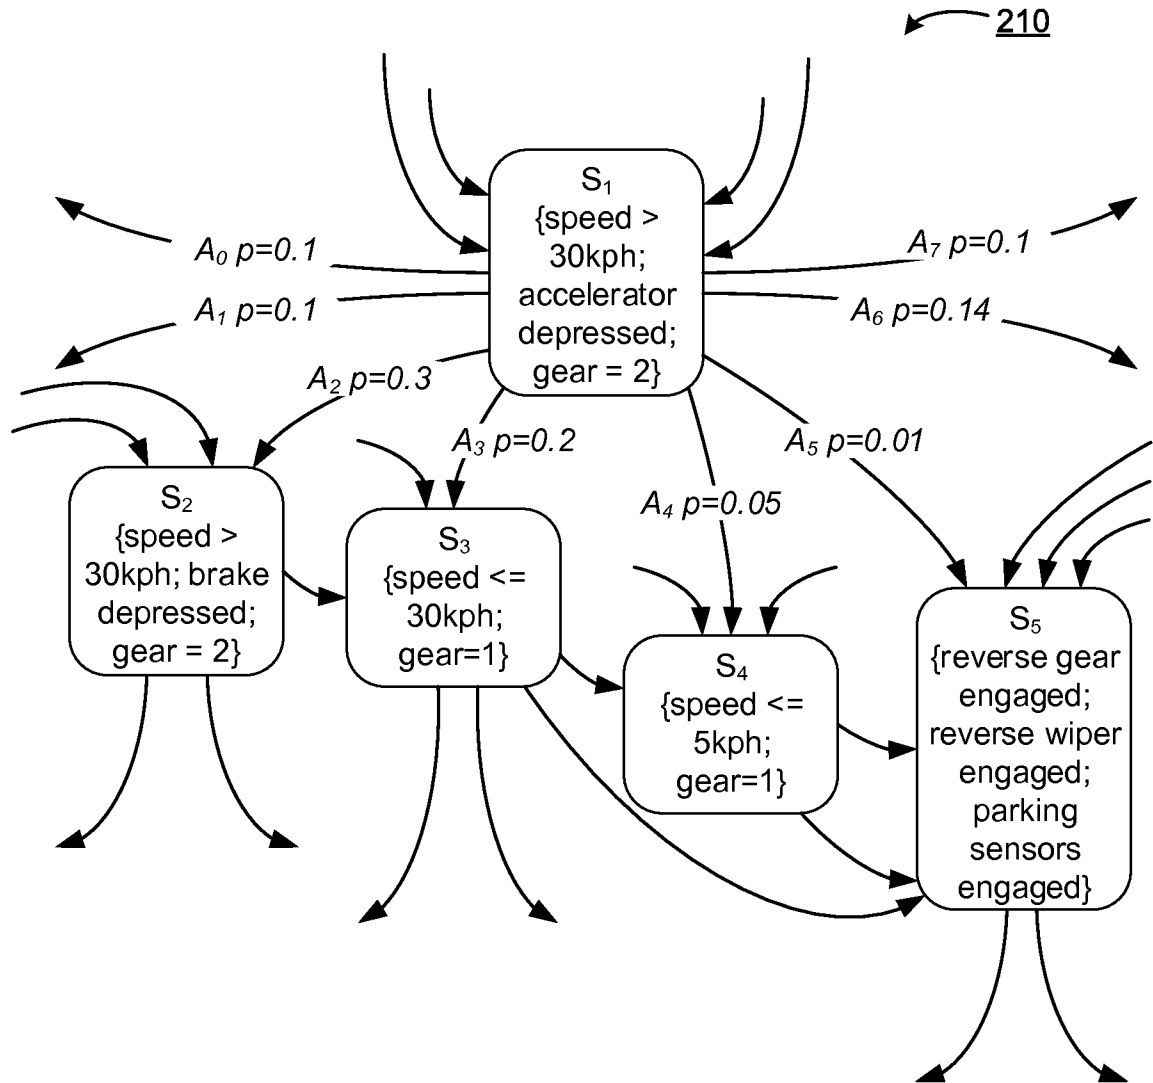 210
S₁
{speed >
30kph;
accelerator
depressed;
gear = 2}
A₀ p=0.1
A₇ p=0.1
A₁ p=0.1
A₆ p=0.14
A₂ p=0.3
A₃ p=0.2
A₅ p=0.01
A₄ p=0.05
S₂
{speed >
30kph; brake
depressed;
gear = 2}
S₃
{speed <=
30kph;
gear=1}
S₄
{speed <=
5kph;
gear=1}
S₅
{reverse gear
engaged;
reverse wiper
engaged;
parking
sensors
engaged}